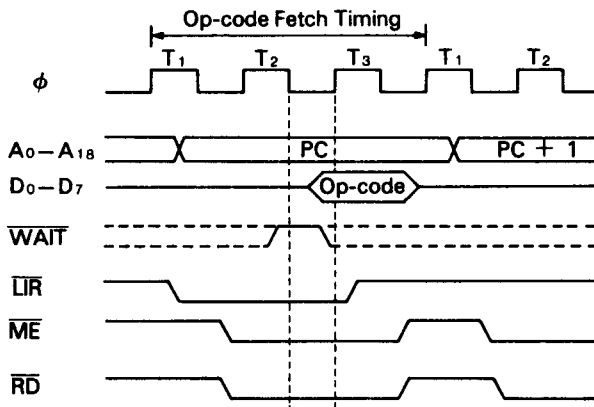 Op-code Fetch Timing
T1 T2 T3 T1 T2
ϕ
A0–A18 PC PC + 1
D0–D7 Op-code
WAIT
LIR
ME
RD